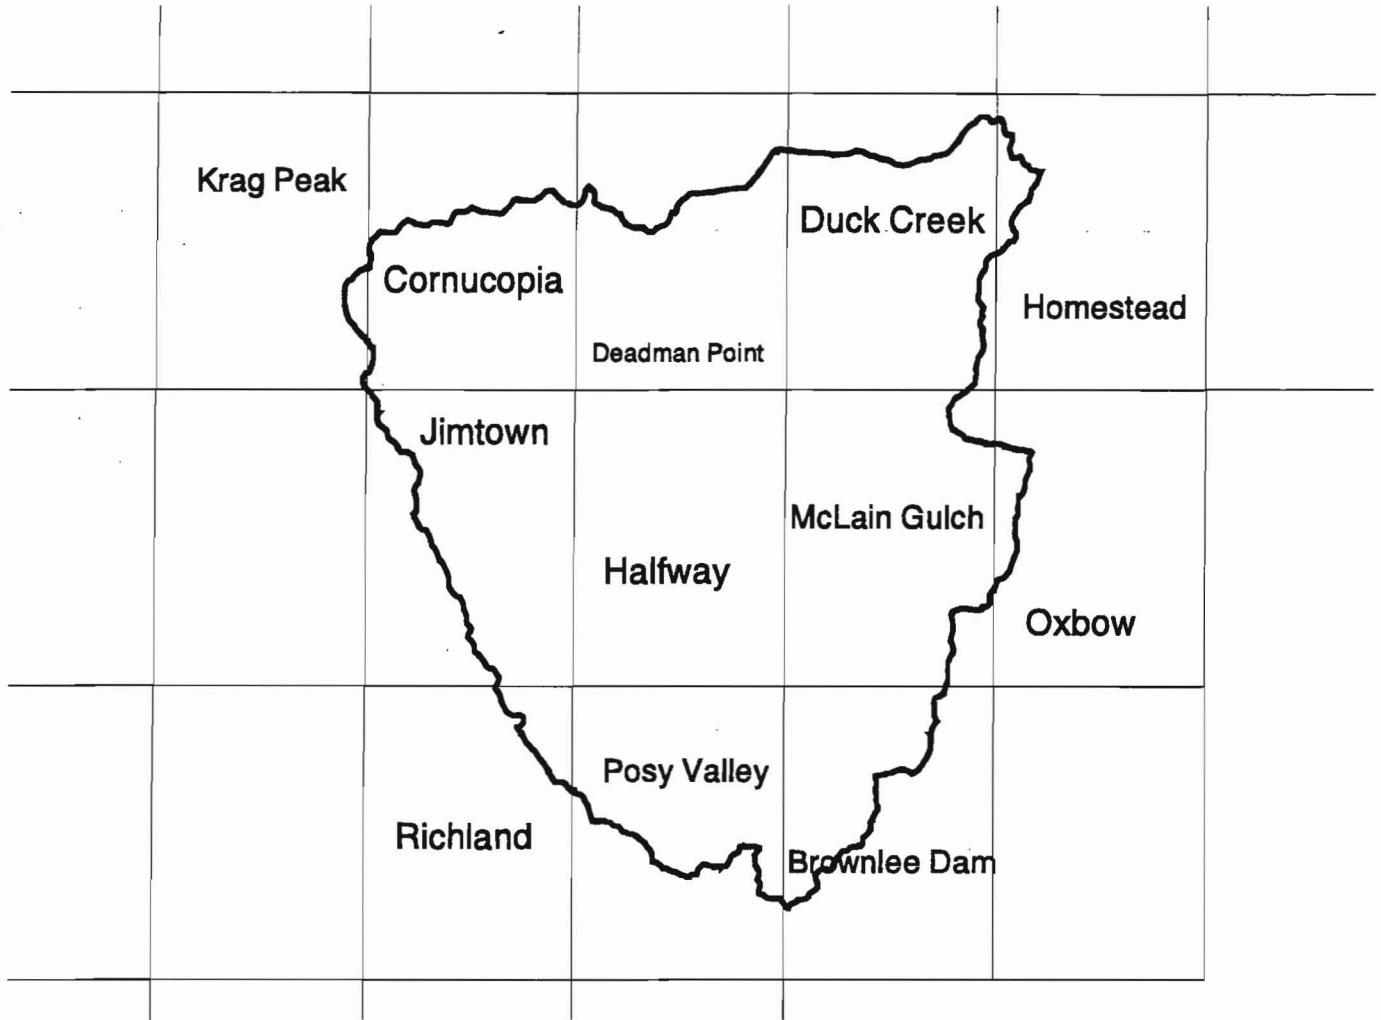 Krag Peak
Duck Creek
Cornucopia
Homestead
Deadman Point
Jimtown
McLain Gulch
Halfway
Oxbow
Posy Valley
Richland
Brownlee Dam